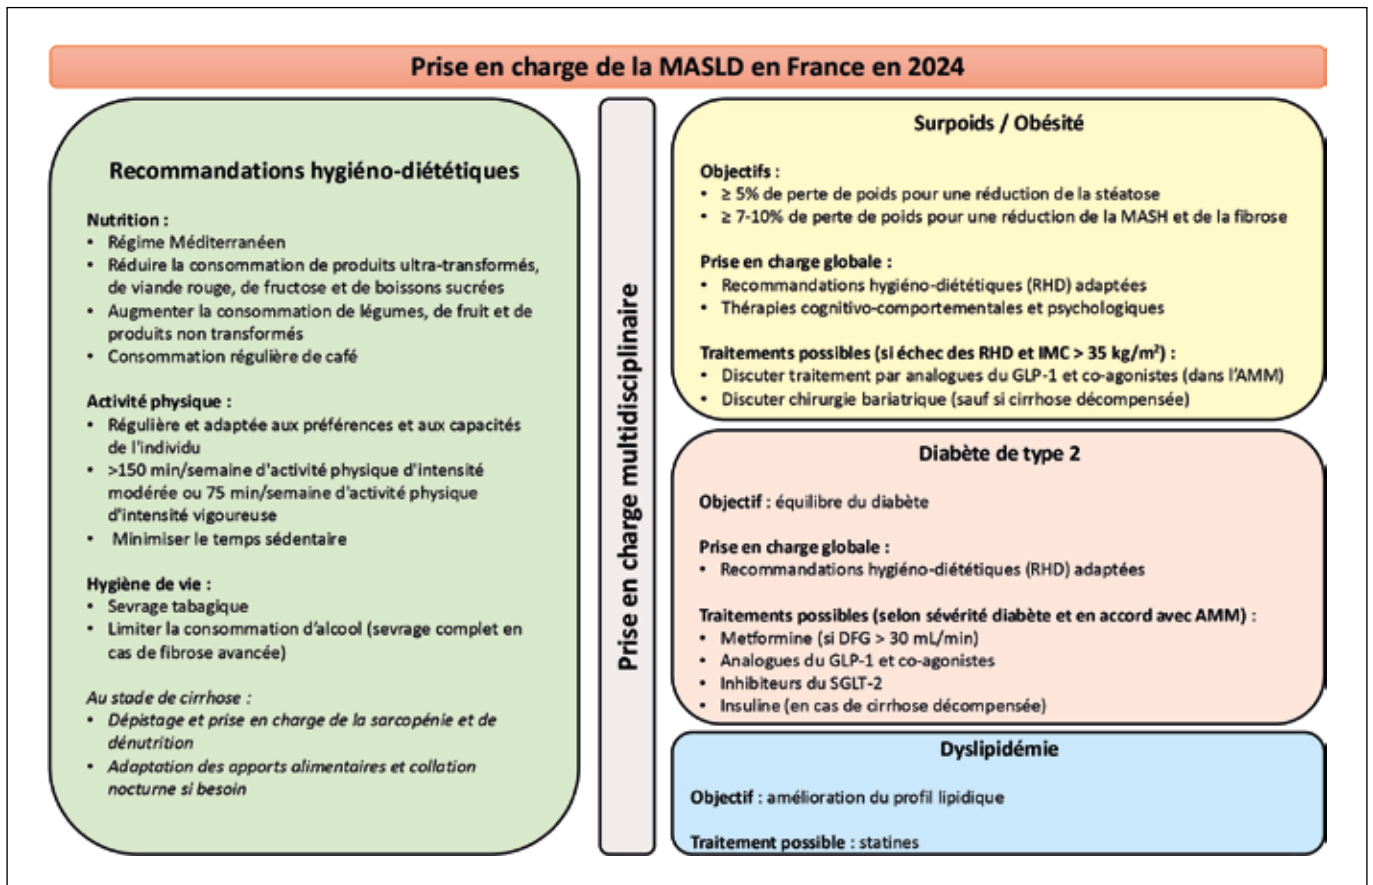 Prise en charge de la MASLD en France en 2024
Recommandations hygiéno-diététiques
Nutrition :
• Régime Méditerranéen
• Réduire la consommation de produits ultra-transformés,
de viande rouge, de fructose et de boissons sucrées
• Augmenter la consommation de légumes, de fruit et de
produits non transformés
• Consommation régulière de café
Activité physique :
• Régulière et adaptée aux préférences et aux capacités
de l'individu
• >150 min/semaine d'activité physique d'intensité
modérée ou 75 min/semaine d'activité physique
d'intensité vigoureuse
• Minimiser le temps sédentaire
Hygiène de vie :
• Sevrage tabagique
• Limiter la consommation d'alcool (sevrage complet en
cas de fibrose avancée)
Au stade de cirrhose :
• Dépistage et prise en charge de la sarcopénie et de
dénutrition
• Adaptation des apports alimentaires et collation
nocturne si besoin
Prise en charge multidisciplinaire
Surpoids / Obésité
Objectifs :
• ≥ 5% de perte de poids pour une réduction de la stéatose
• ≥ 7-10% de perte de poids pour une réduction de la MASH et de la fibrose
Prise en charge globale :
• Recommandations hygiéno-diététiques (RHD) adaptées
• Thérapies cognitivo-comportementales et psychologiques
Traitements possibles (si échec des RHD et IMC > 35 kg/m²) :
• Discuter traitement par analogues du GLP-1 et co-agonistes (dans l'AMM)
• Discuter chirurgie bariatrique (sauf si cirrhose décompensée)
Diabète de type 2
Objectif : équilibre du diabète
Prise en charge globale :
• Recommandations hygiéno-diététiques (RHD) adaptées
Traitements possibles (selon sévérité diabète et en accord avec AMM) :
• Metformine (si DFG > 30 mL/min)
• Analogues du GLP-1 et co-agonistes
• Inhibiteurs du SGLT-2
• Insuline (en cas de cirrhose décompensée)
Dyslipidémie
Objectif : amélioration du profil lipidique
Traitement possible : statines